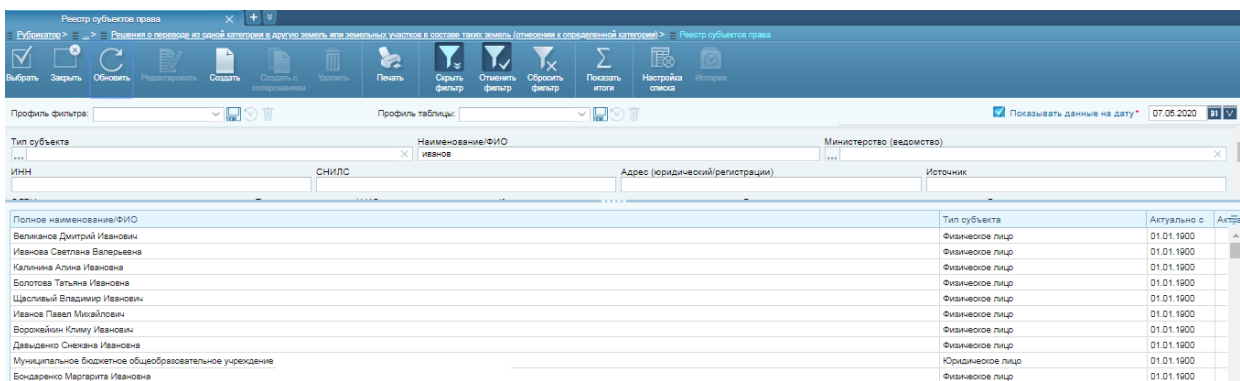 Реестр субъектов права
Рубрикатор > ... > Решения о переводе из одной категории в другую земель или земельных участков в составе таких земель (отнесении к определенной категории) > Реестр субъектов права
Выбрать Закрыть Обновить Редактировать Создать Создать с копированием Удалить Печать Скрыть фильтр Отменить фильтр Сбросить фильтр Показать итоги Настройка списка История
Профиль фильтра: Профиль таблицы: Показывать данные на дату* 07.05.2020
Тип субъекта Наименование/ФИО Министерство (ведомство)
... иванов ...
ИНН СНИЛС Адрес (юридический/регистрации) Источник
Полное наименование/ФИО Тип субъекта Актуально с
Великанов Дмитрий Иванович Физическое лицо 01.01.1900
Иванова Светлана Валерьевна Физическое лицо 01.01.1900
Калинина Алина Ивановна Физическое лицо 01.01.1900
Болотова Татьяна Ивановна Физическое лицо 01.01.1900
Щасливый Владимир Иванович Физическое лицо 01.01.1900
Иванов Павел Михайлович Физическое лицо 01.01.1900
Ворожейкин Климу Иванович Физическое лицо 01.01.1900
Давыденко Снежана Ивановна Физическое лицо 01.01.1900
Муниципальное бюджетное общеобразовательное учреждение Юридическое лицо 01.01.1900
Бондаренко Маргарита Ивановна Физическое лицо 01.01.1900